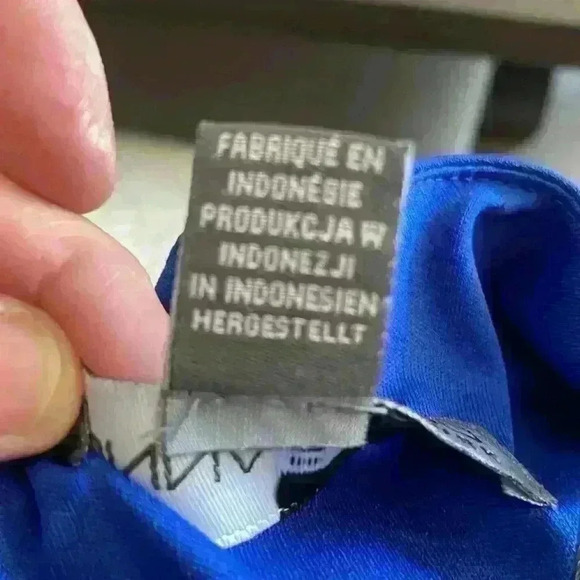 FABRIQUÉ EN
INDONÉSIE
PRODUKCJA W
INDONEZJI
IN INDONESIEN
HERGESTELLT